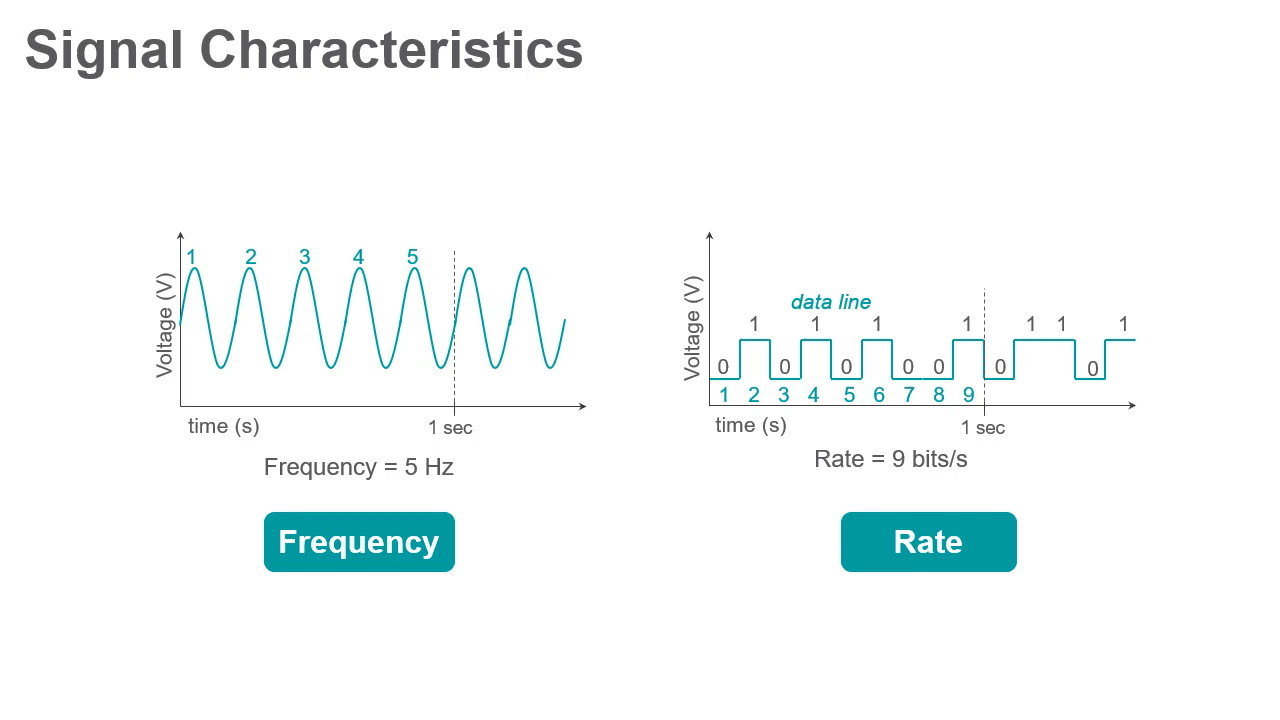 Signal Characteristics
1 2 3 4 5
Voltage (V)
time (s)
1 sec
Frequency = 5 Hz
Frequency
data line
1 1 1 1 1 1 1
Voltage (V)
0 0 0 0 0 0 0
1 2 3 4 5 6 7 8 9
time (s)
1 sec
Rate = 9 bits/s
Rate